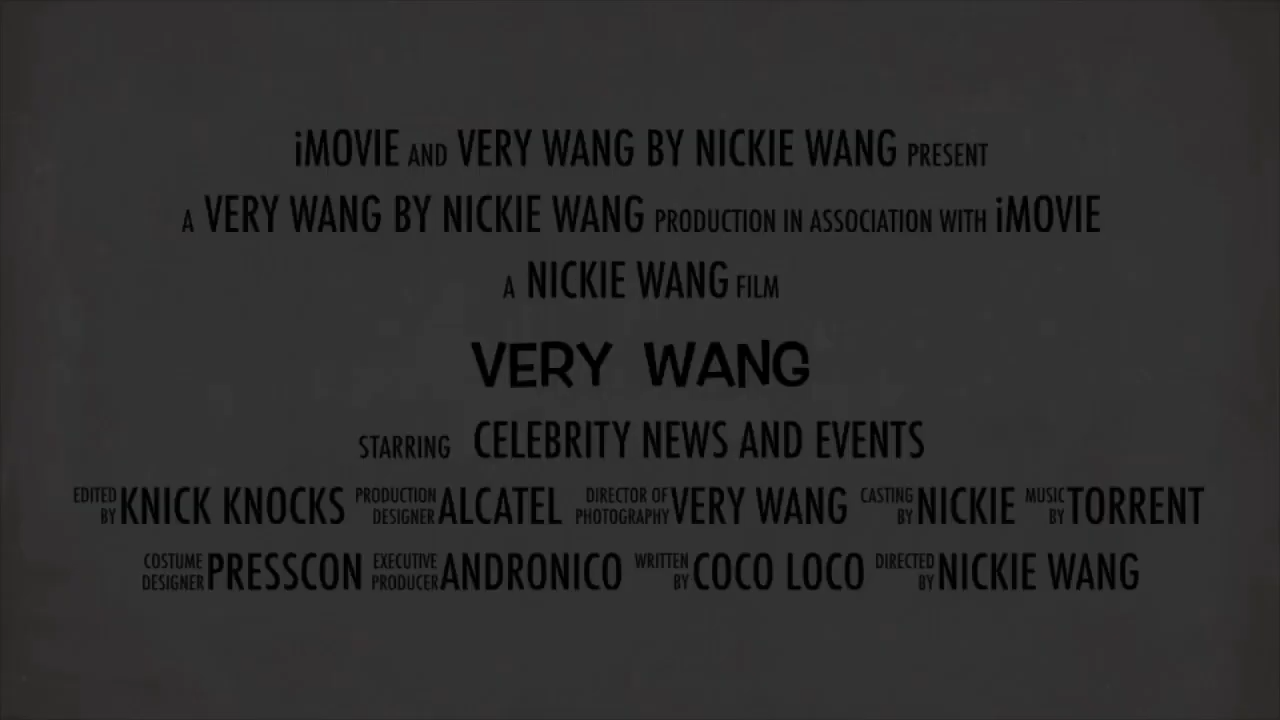 iMOVIE AND VERY WANG BY NICKIE WANG PRESENT
A VERY WANG BY NICKIE WANG PRODUCTION IN ASSOCIATION WITH iMOVIE
A NICKIE WANG FILM
VERY WANG
STARRING CELEBRITY NEWS AND EVENTS
EDITED BY KNICK KNOCKS PRODUCTION DESIGNER ALCATEL DIRECTOR OF PHOTOGRAPHY VERY WANG CASTING BY NICKIE MUSIC BY TORRENT
COSTUME DESIGNER PRESSCON EXECUTIVE PRODUCER ANDRONICO WRITTEN BY COCO LOCO DIRECTED BY NICKIE WANG